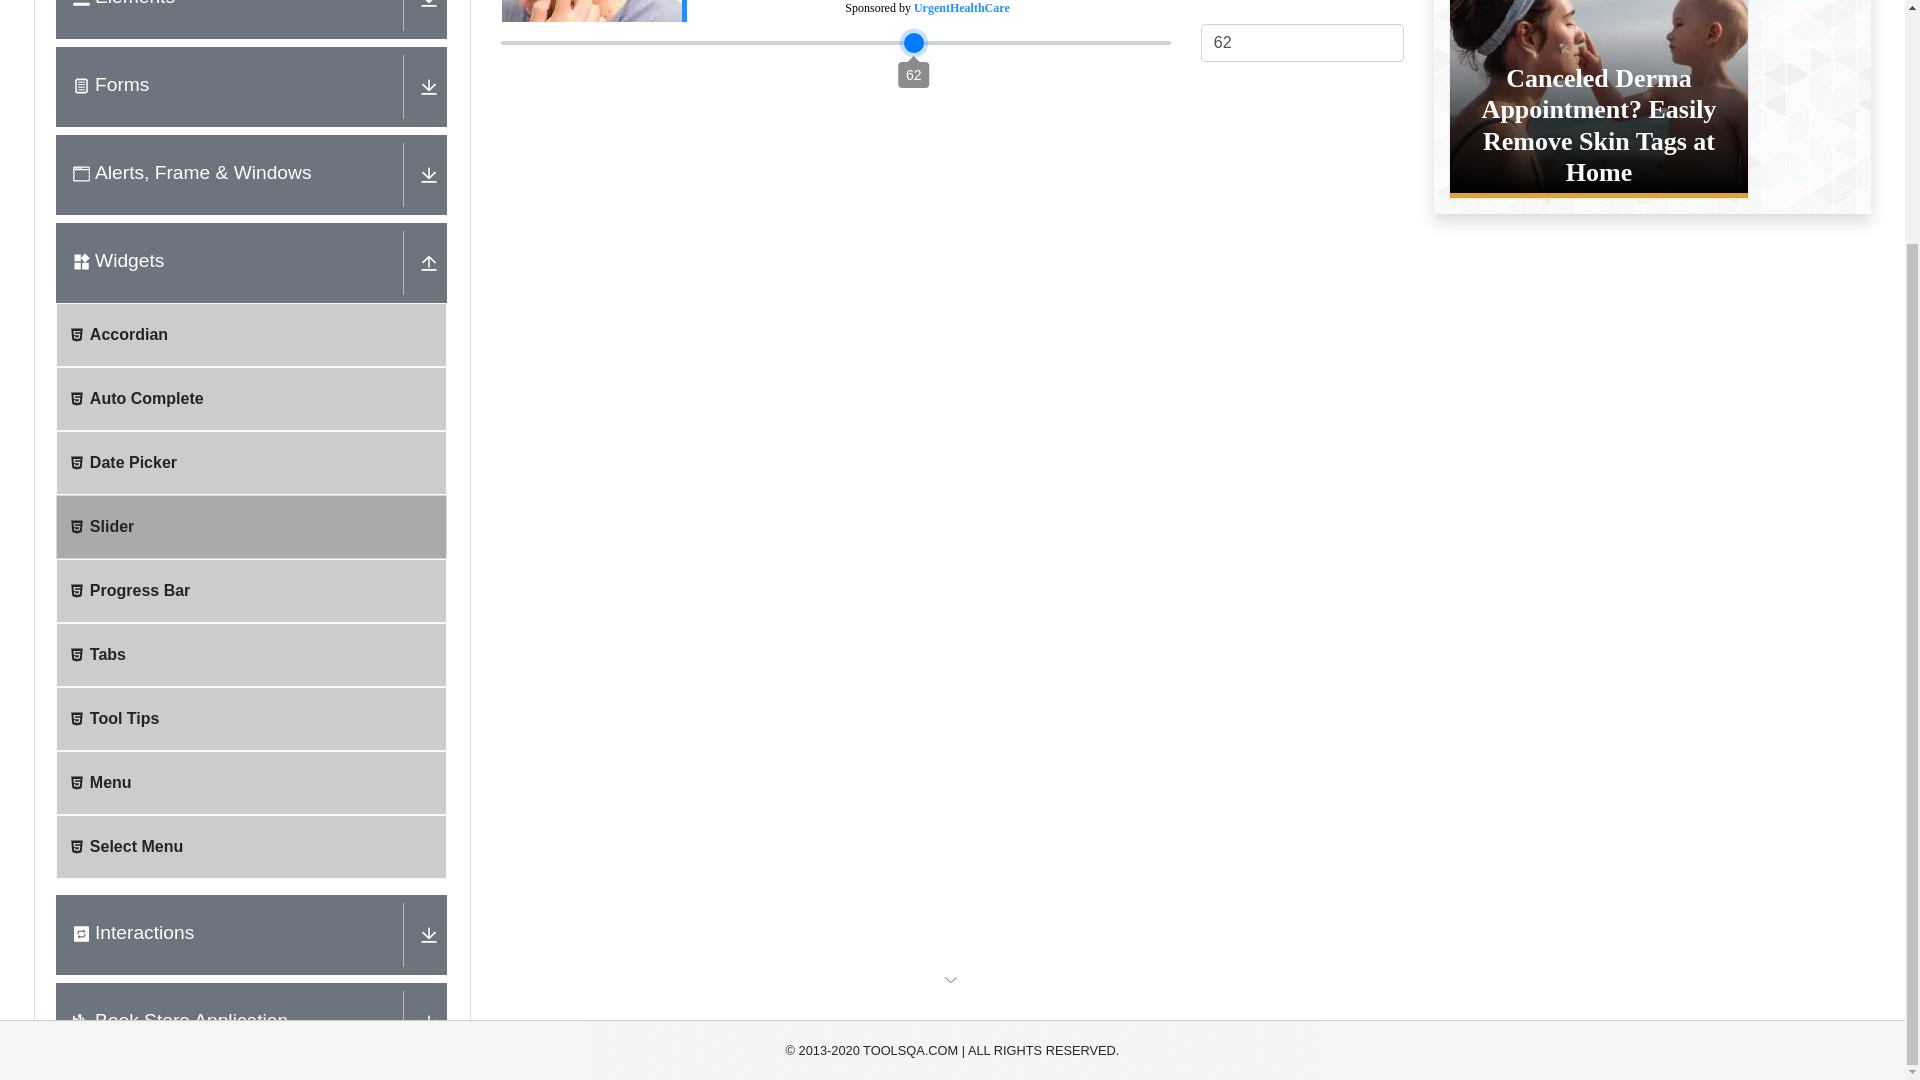 Elements
Forms
Alerts, Frame & Windows
Widgets
Accordian
Auto Complete
Date Picker
Slider
Progress Bar
Tabs
Tool Tips
Menu
Select Menu
Interactions
Book Store Application
Sponsored by UrgentHealthCare
62
62
Canceled Derma
Appointment? Easily
Remove Skin Tags at
Home
© 2013-2020 TOOLSQA.COM | ALL RIGHTS RESERVED.